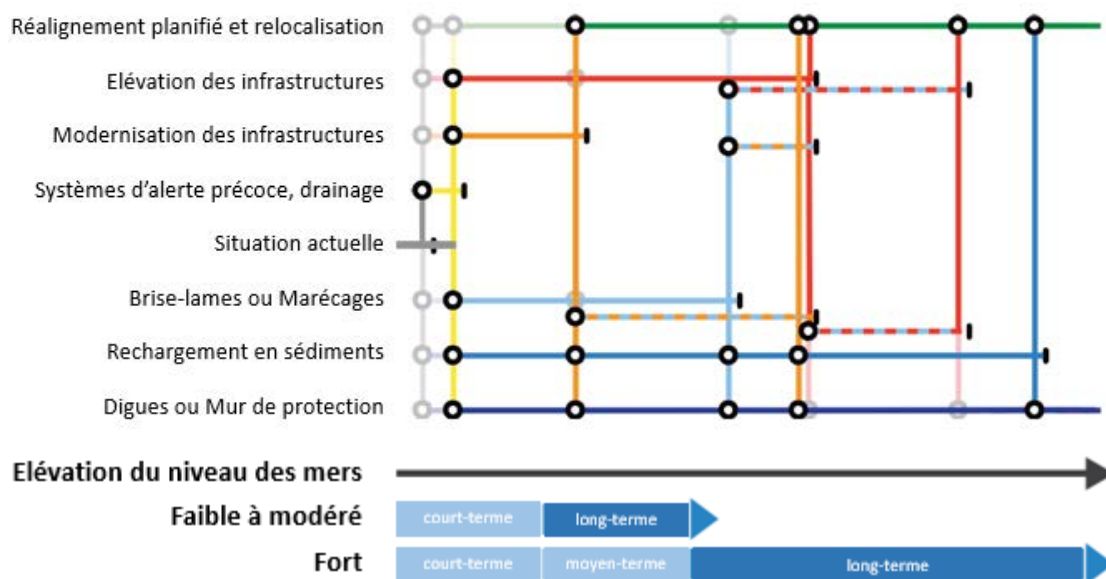 Réalignement planifié et relocalisation
Elévation des infrastructures
Modernisation des infrastructures
Systèmes d'alerte précoce, drainage
Situation actuelle
Brise-lames ou Marécages
Rechargement en sédiments
Digues ou Mur de protection
Elévation du niveau des mers
Faible à modéré
court-terme
long-terme
Fort
court-terme
moyen-terme
long-terme